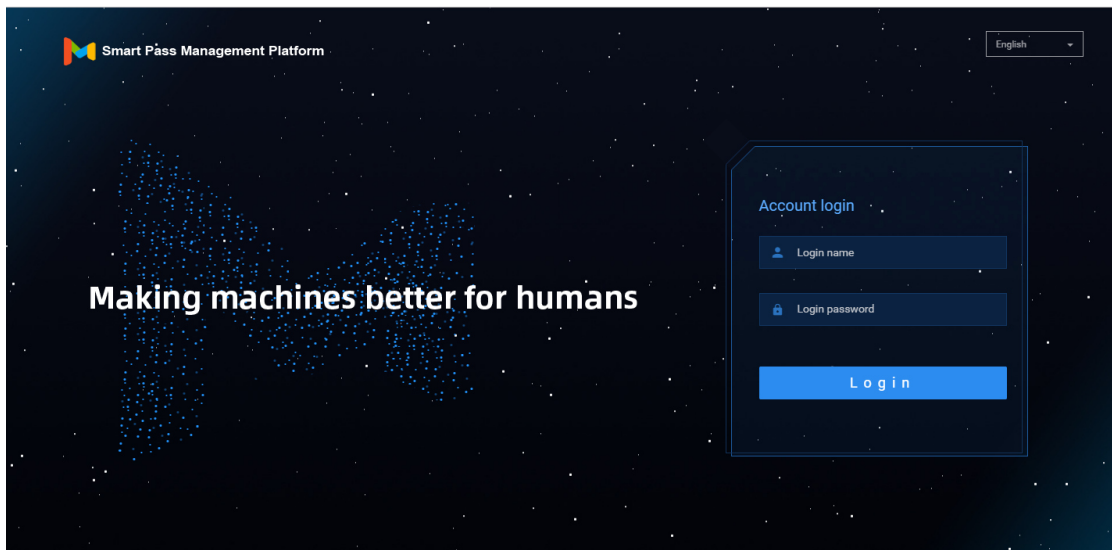 Smart Pass Management Platform
English
Making machines better for humans
Account login
Login name
Login password
Login